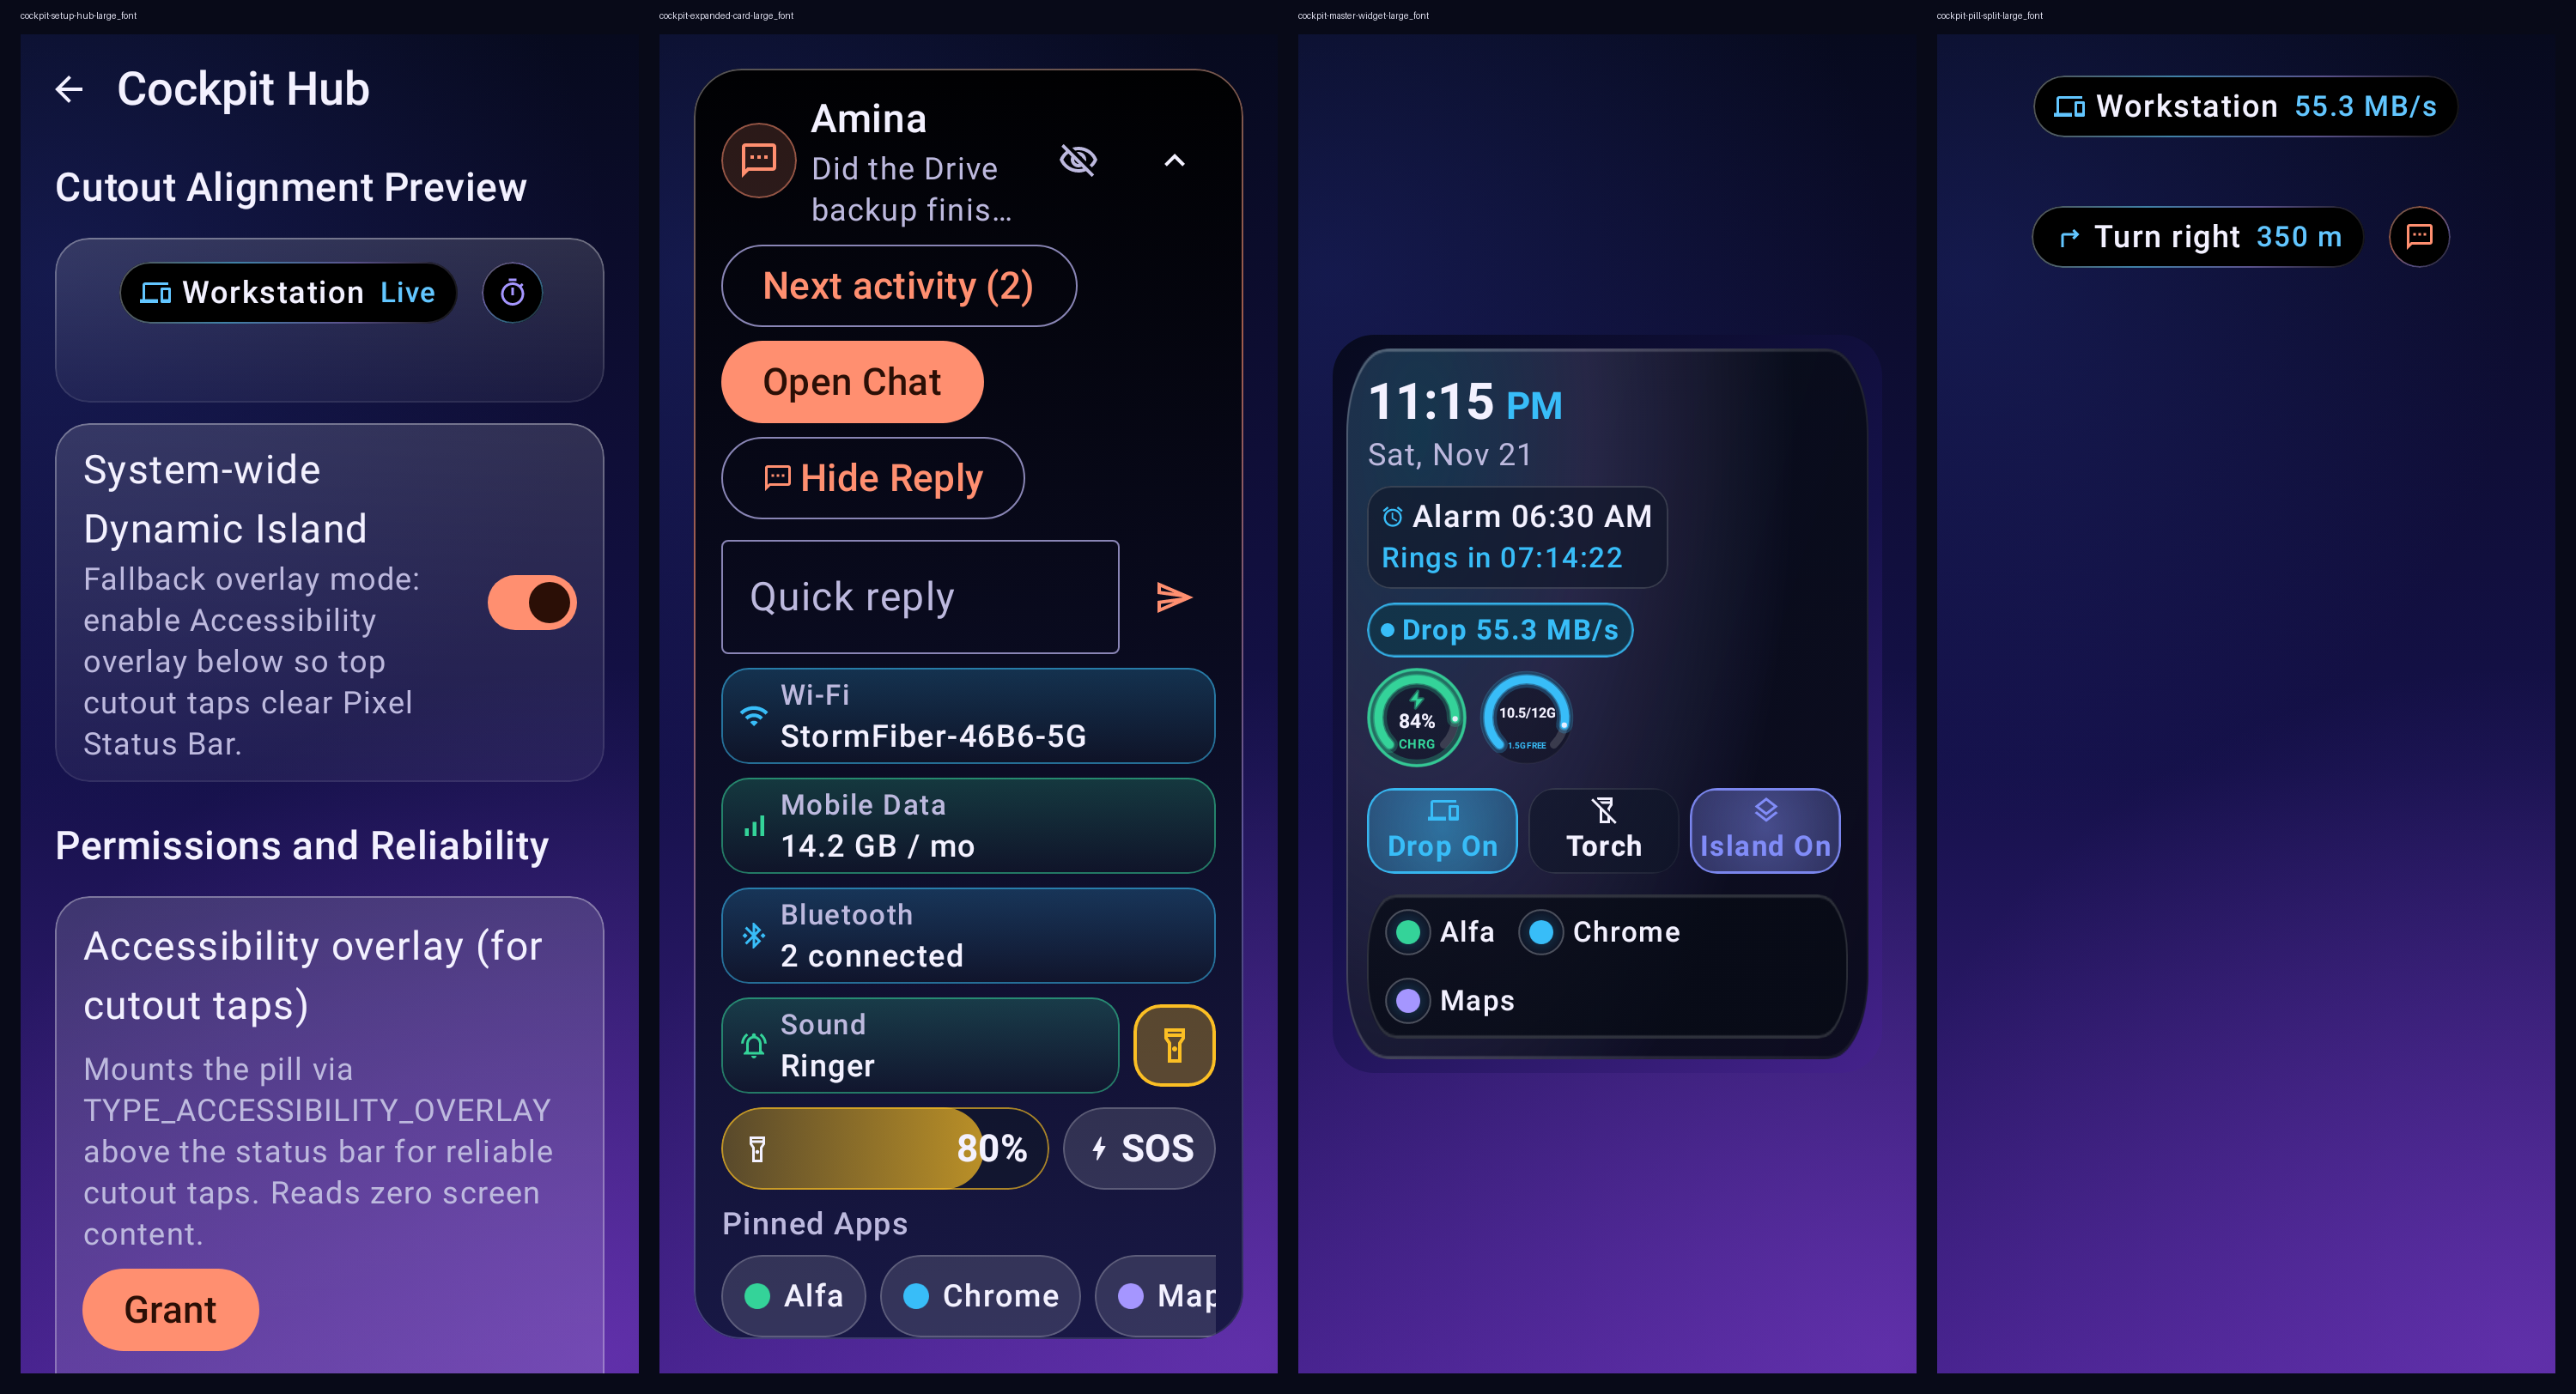 cockpit-setup-hub-large_font
Cockpit Hub
Cutout Alignment Preview
Workstation Live
System-wide
Dynamic Island
Fallback overlay mode:
enable Accessibility
overlay below so top
cutout taps clear Pixel
Status Bar.
Permissions and Reliability
Accessibility overlay (for
cutout taps)
Mounts the pill via
TYPE_ACCESSIBILITY_OVERLAY
above the status bar for reliable
cutout taps. Reads zero screen
content.
Grant
cockpit-expanded-card-large_font
Amina
Did the Drive
backup finis…
Next activity (2)
Open Chat
Hide Reply
Quick reply
Wi-Fi
StormFiber-46B6-5G
Mobile Data
14.2 GB / mo
Bluetooth
2 connected
Sound
Ringer
80% SOS
Pinned Apps
Alfa Chrome Map
cockpit-master-widget-large_font
11:15 PM
Sat, Nov 21
Alarm 06:30 AM
Rings in 07:14:22
Drop 55.3 MB/s
84% 10.5/12G
CHRG 1.5G FREE
Drop On Torch Island On
Alfa Chrome
Maps
cockpit-pill-split-large_font
Workstation 55.3 MB/s
Turn right 350 m